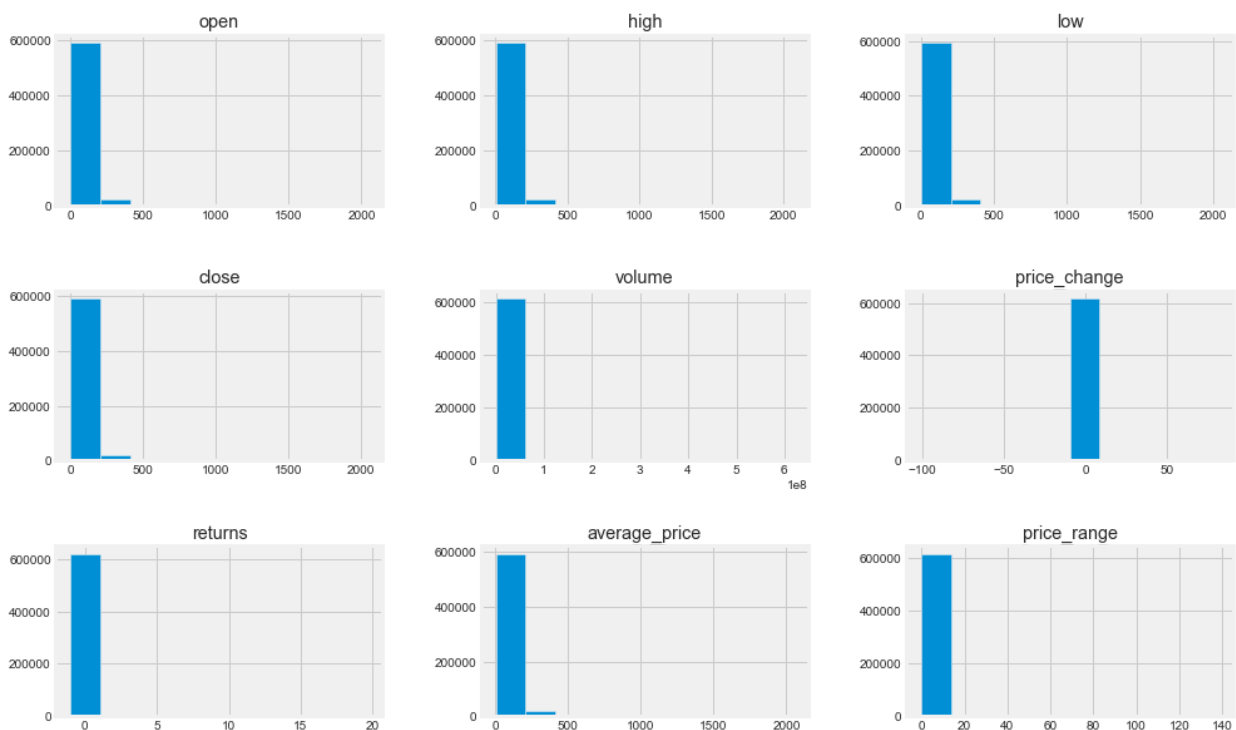 open high low
600000 600000 600000
400000 400000 400000
200000 200000 200000
0 0 0
0 500 1000 1500 2000 0 500 1000 1500 2000 0 500 1000 1500 2000
close volume price_change
600000 600000 600000
400000 400000 400000
200000 200000 200000
0 0 0
0 500 1000 1500 2000 0 1 2 3 4 5 6 −100 −50 0 50
1e8
returns average_price price_range
600000 600000 600000
400000 400000 400000
200000 200000 200000
0 0 0
0 5 10 15 20 0 500 1000 1500 2000 0 20 40 60 80 100 120 140